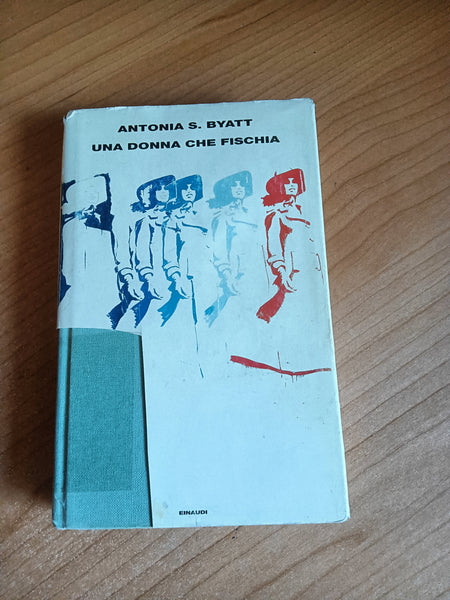 ANTONIA S. BYATT
UNA DONNA CHE FISCHIA
EINAUDI